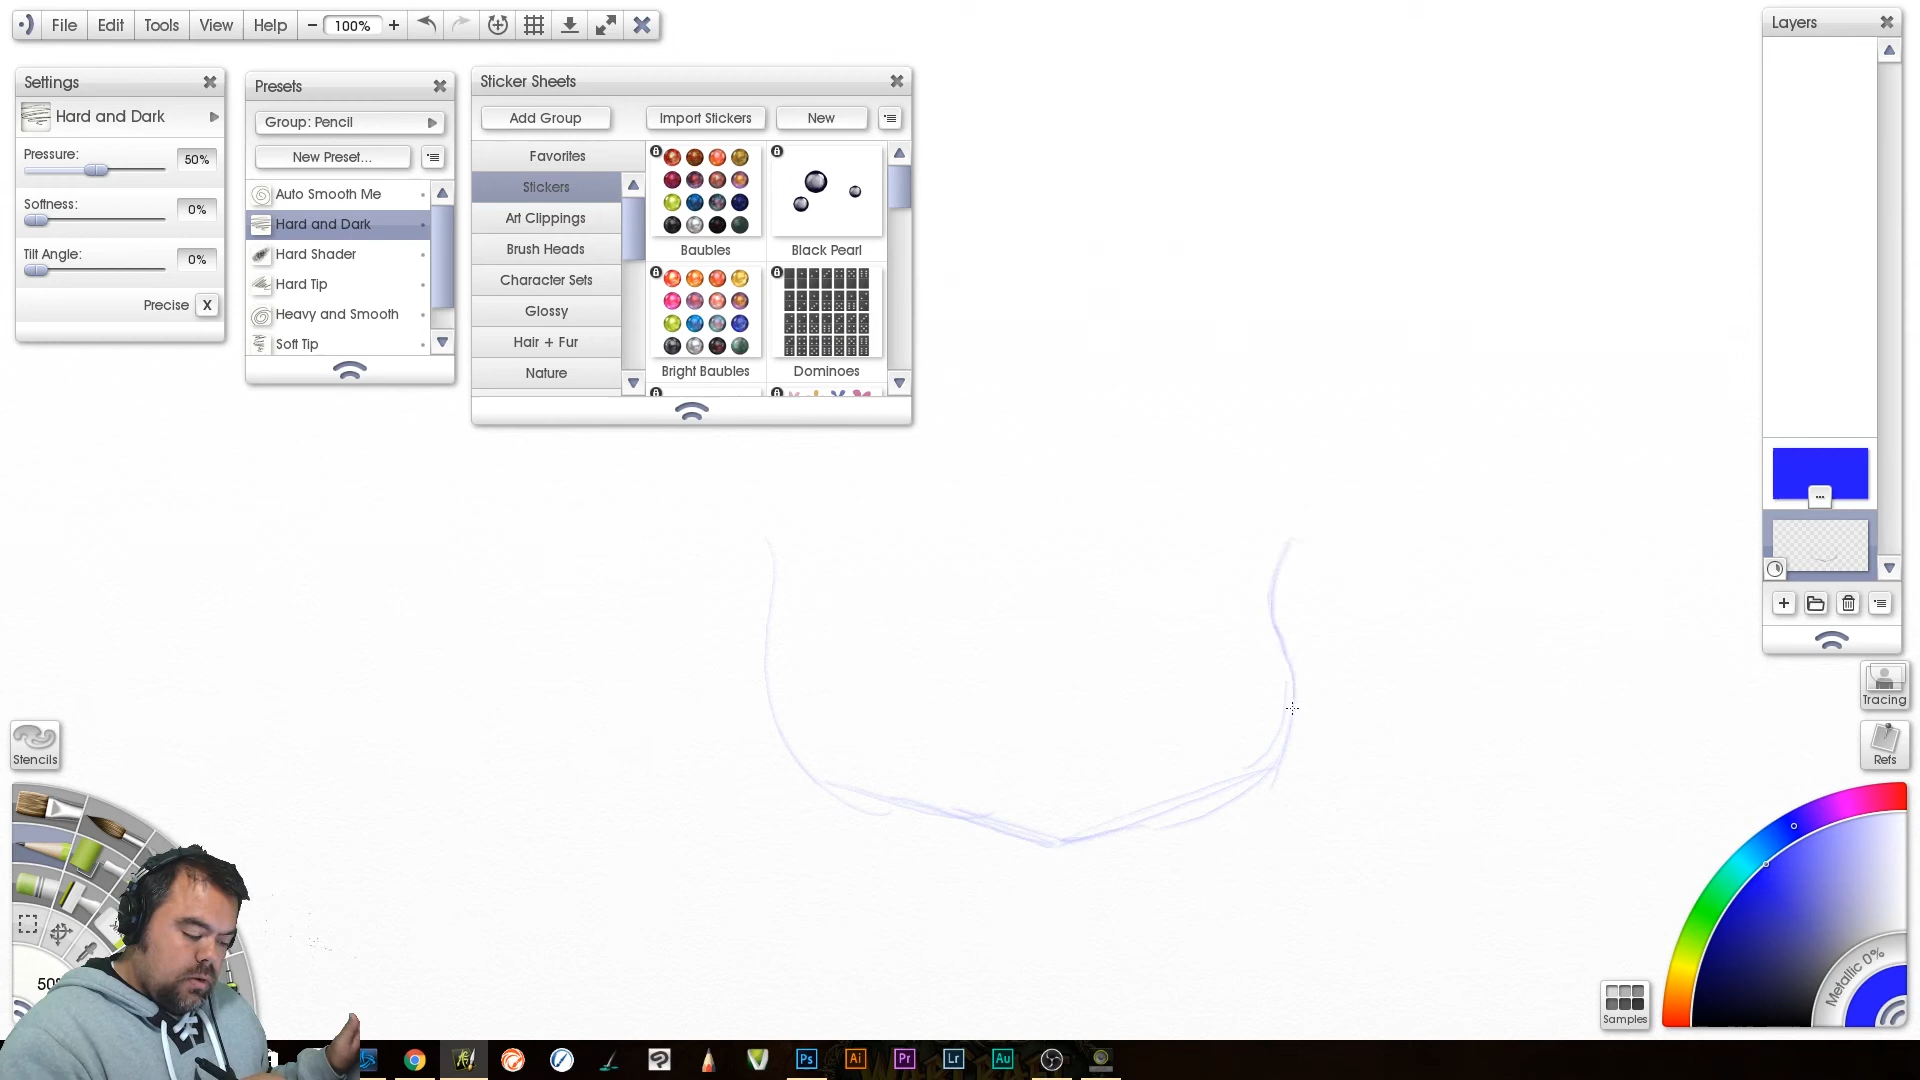 File Edit Tools View Help 100%
Settings
Hard and Dark
Pressure: 50%
Softness: 0%
Tilt Angle: 0%
Precise X
Presets
Group: Pencil
New Preset...
Auto Smooth Me
Hard and Dark
Hard Shader
Hard Tip
Heavy and Smooth
Soft Tip
Sticker Sheets
Add Group Import Stickers New
Favorites
Stickers
Art Clippings
Brush Heads
Character Sets
Glossy
Hair + Fur
Nature
Baubles Black Pearl
Bright Baubles Dominoes
Layers
Tracing
Refs
Stencils
Metallic 0%
Samples
Ps Ai Pr Lr Au